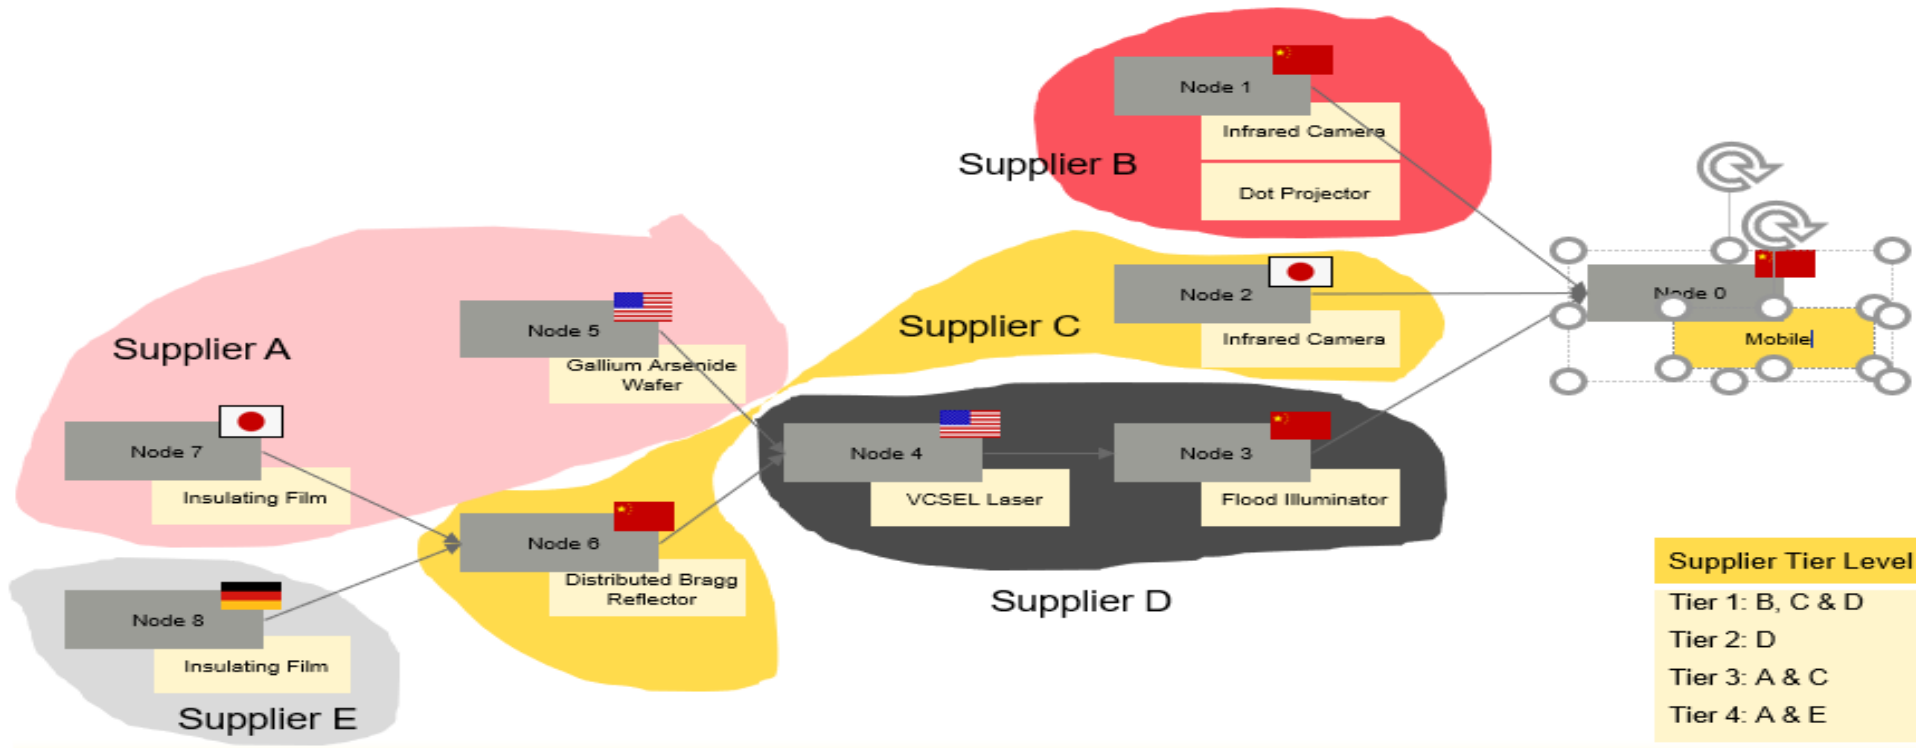 Node 1
Infrared Camera
Supplier B
Dot Projector
Node 2
Supplier C
Infrared Camera
Node 0
Mobile
Supplier A
Node 5
Gallium Arsenide
Wafer
Node 7
Insulating Film
Node 4
VCSEL Laser
Node 3
Flood Illuminator
Supplier D
Node 6
Distributed Bragg
Reflector
Node 8
Insulating Film
Supplier E
Supplier Tier Level
Tier 1: B, C & D
Tier 2: D
Tier 3: A & C
Tier 4: A & E